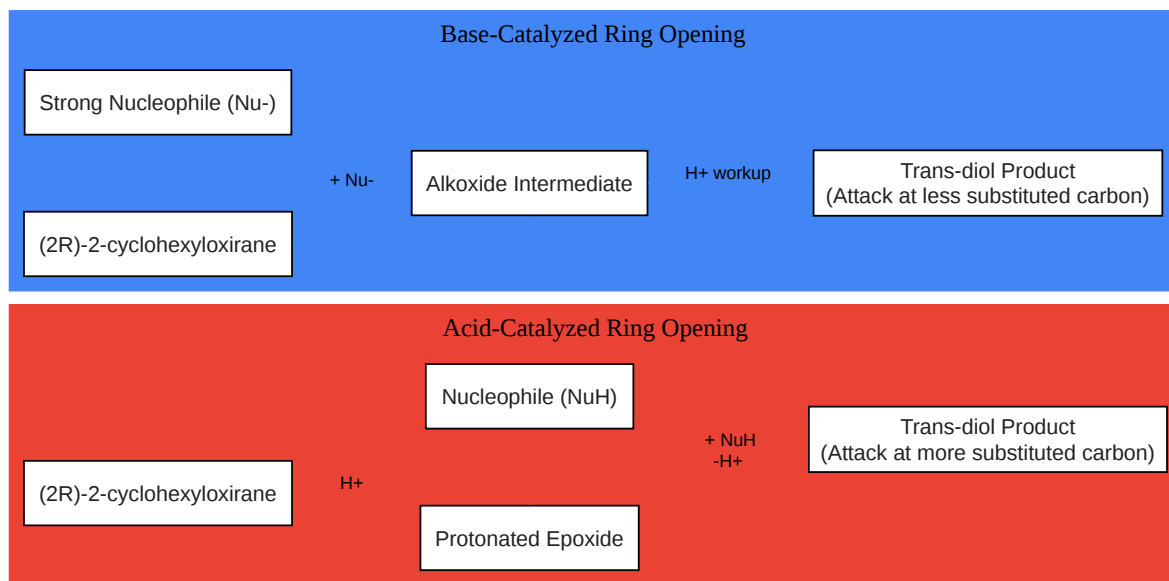 Base-Catalyzed Ring Opening
Strong Nucleophile (Nu-)
(2R)-2-cyclohexyloxirane
+ Nu-
Alkoxide Intermediate
H+ workup
Trans-diol Product
(Attack at less substituted carbon)
Acid-Catalyzed Ring Opening
(2R)-2-cyclohexyloxirane
H+
Nucleophile (NuH)
Protonated Epoxide
+ NuH
-H+
Trans-diol Product
(Attack at more substituted carbon)